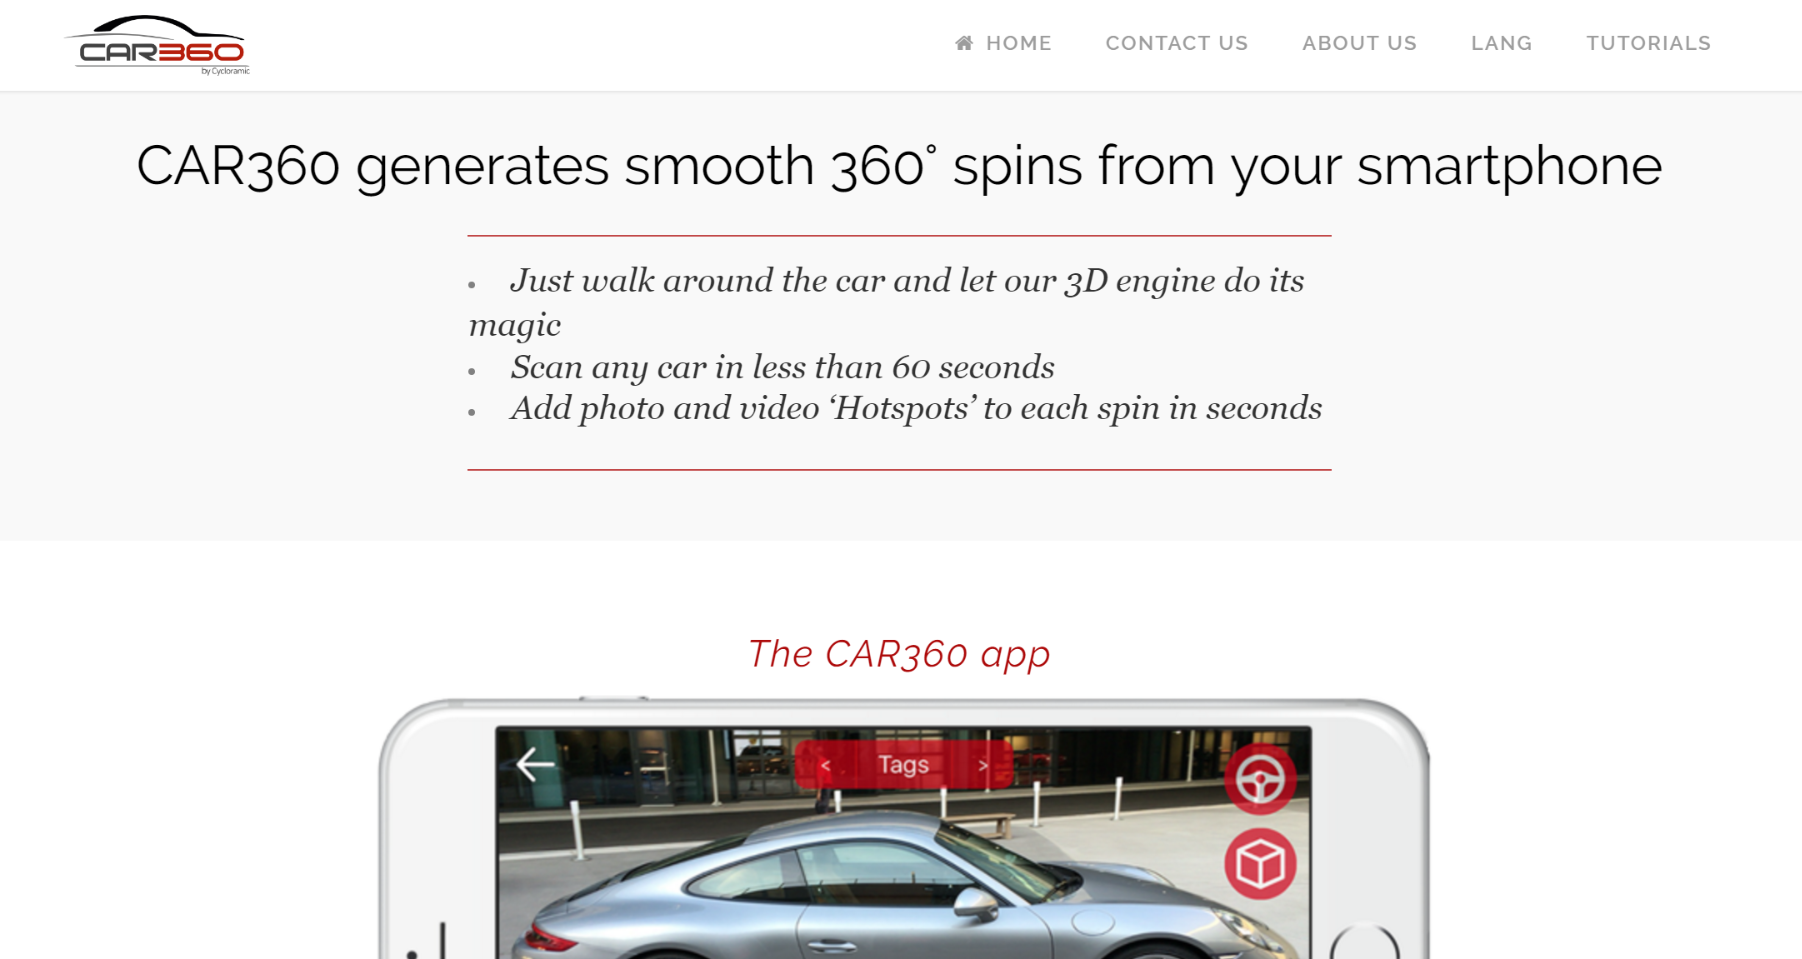 CAR360
by Cycloramic
HOME CONTACT US ABOUT US LANG TUTORIALS
CAR360 generates smooth 360° spins from your smartphone
• Just walk around the car and let our 3D engine do its
magic
• Scan any car in less than 60 seconds
• Add photo and video ‘Hotspots’ to each spin in seconds
The CAR360 app
< Tags >